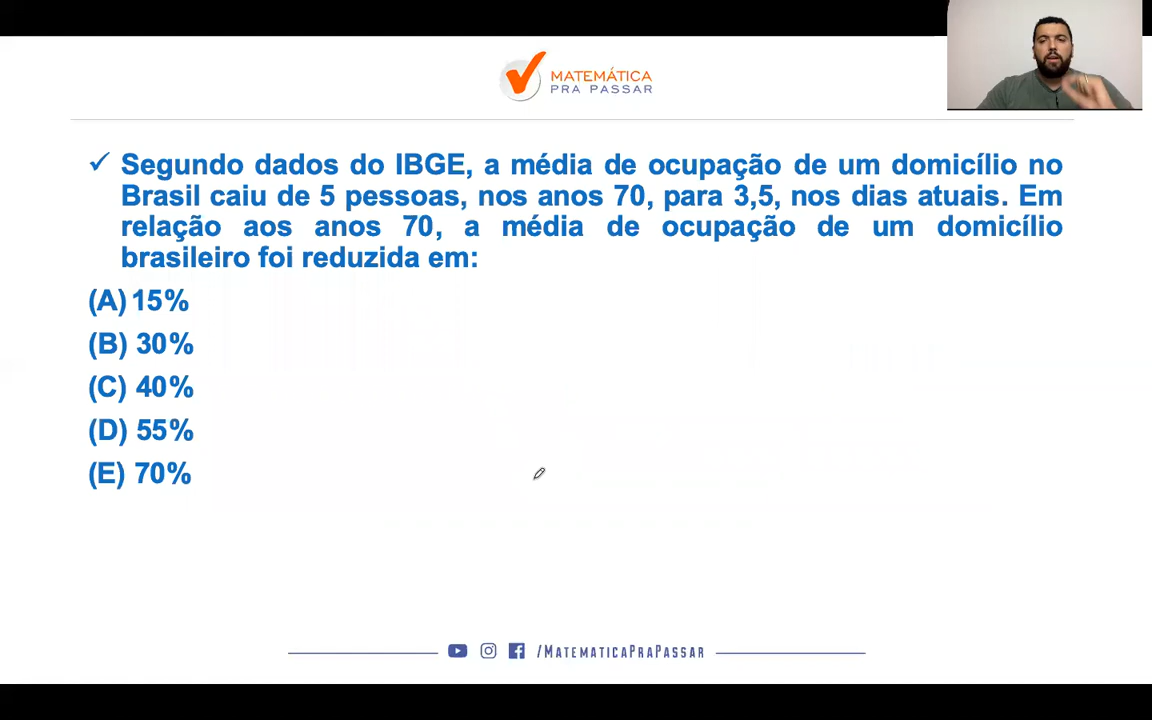 MATEMÁTICA
PRA PASSAR
✓ Segundo dados do IBGE, a média de ocupação de um domicílio no
Brasil caiu de 5 pessoas, nos anos 70, para 3,5, nos dias atuais. Em
relação aos anos 70, a média de ocupação de um domicílio
brasileiro foi reduzida em:
(A) 15%
(B) 30%
(C) 40%
(D) 55%
(E) 70%
/MATEMATICAPRAPASSAR